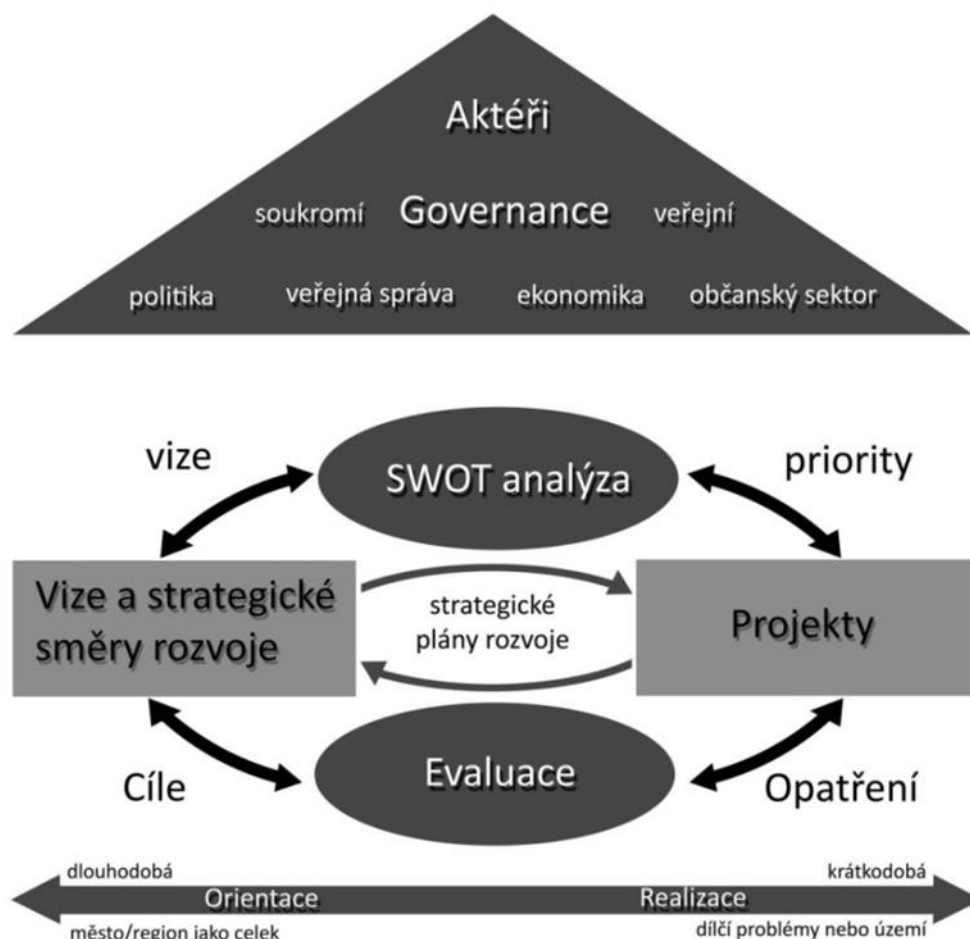 Aktéři
soukromí Governance veřejní
politika veřejná správa ekonomika občanský sektor
vize
SWOT analýza
priority
Vize a strategické
směry rozvoje
strategické
plány rozvoje
Projekty
Cíle
Evaluace
Opatření
dlouhodobá krátkodobá
Orientace Realizace
město/region jako celek dílčí problémy nebo území